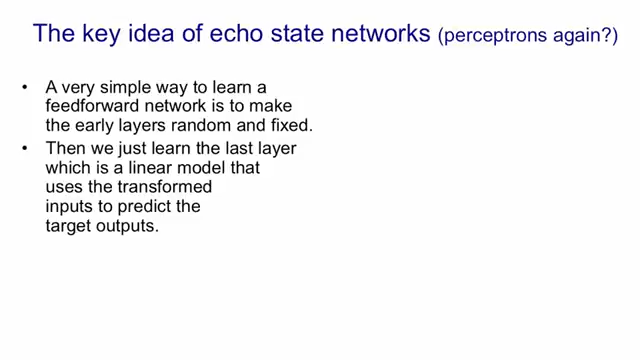 The key idea of echo state networks (perceptrons again?)
• A very simple way to learn a
feedforward network is to make
the early layers random and fixed.
• Then we just learn the last layer
which is a linear model that
uses the transformed
inputs to predict the
target outputs.